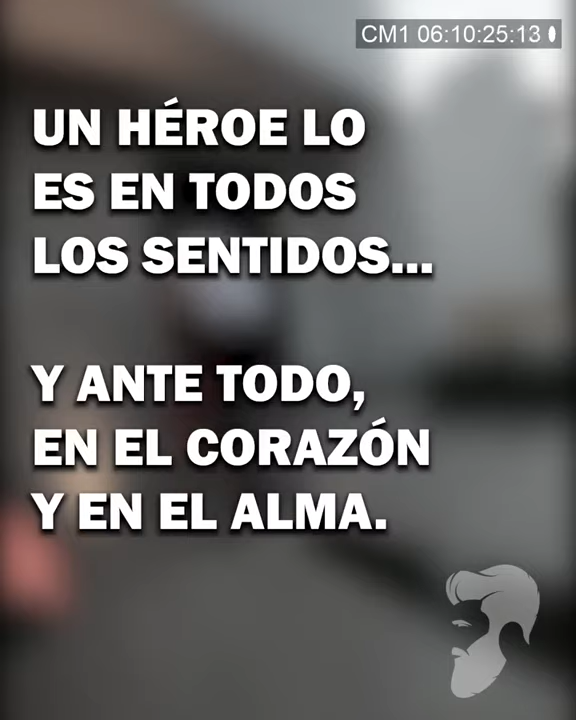 CM1 06:10:25:13
UN HÉROE LO
ES EN TODOS
LOS SENTIDOS...
Y ANTE TODO,
EN EL CORAZÓN
Y EN EL ALMA.